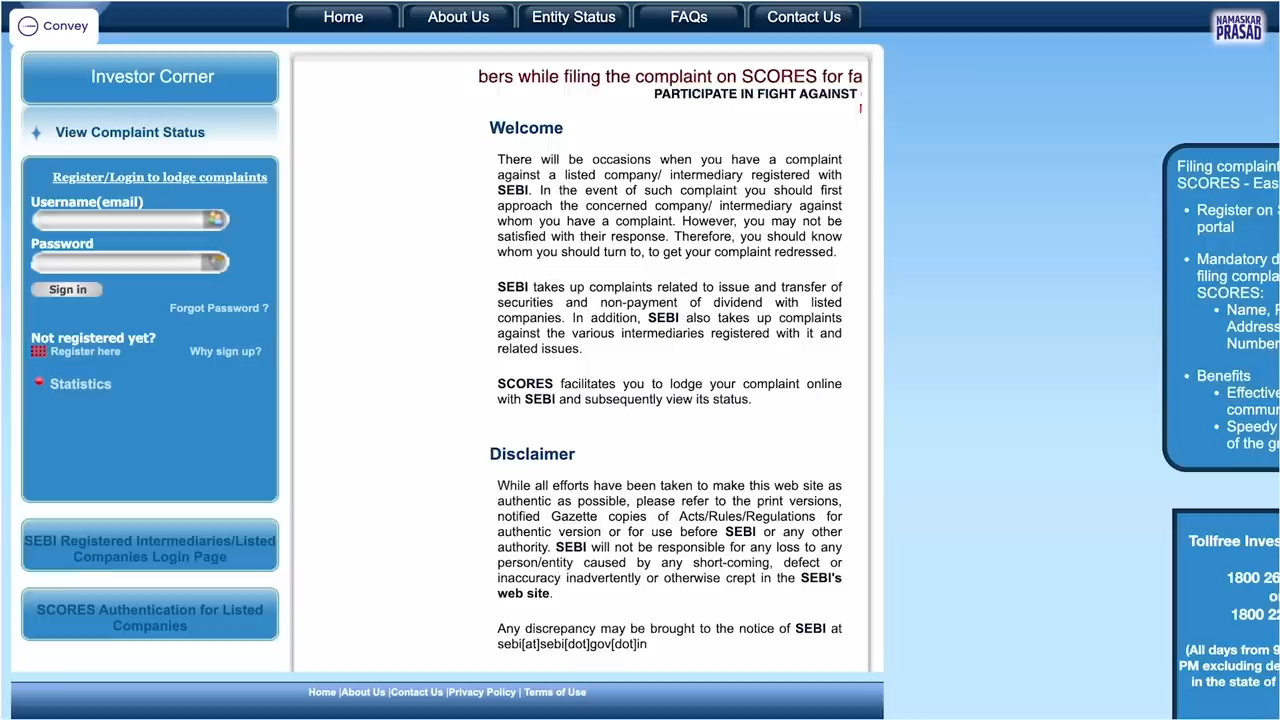 Convey
Home
About Us
Entity Status
FAQs
Contact Us
NAMASKAR
PRASAD
Investor Corner
View Complaint Status
Register/Login to lodge complaints
Username(email)
Password
Sign in
Forgot Password ?
Not registered yet?
Register here
Why sign up?
Statistics
SEBI Registered Intermediaries/Listed
Companies Login Page
SCORES Authentication for Listed
Companies
bers while filing the complaint on SCORES for fa
PARTICIPATE IN FIGHT AGAINST
Welcome
There will be occasions when you have a complaint
against a listed company/ intermediary registered with
SEBI. In the event of such complaint you should first
approach the concerned company/ intermediary against
whom you have a complaint. However, you may not be
satisfied with their response. Therefore, you should know
whom you should turn to, to get your complaint redressed.
SEBI takes up complaints related to issue and transfer of
securities and non-payment of dividend with listed
companies. In addition, SEBI also takes up complaints
against the various intermediaries registered with it and
related issues.
SCORES facilitates you to lodge your complaint online
with SEBI and subsequently view its status.
Disclaimer
While all efforts have been taken to make this web site as
authentic as possible, please refer to the print versions,
notified Gazette copies of Acts/Rules/Regulations for
authentic version or for use before SEBI or any other
authority. SEBI will not be responsible for any loss to any
person/entity caused by any short-coming, defect or
inaccuracy inadvertently or otherwise crept in the SEBI's
web site.
Any discrepancy may be brought to the notice of SEBI at
sebi[at]sebi[dot]gov[dot]in
Filing complaint
SCORES - Eas
• Register on
portal
• Mandatory d
filing compla
SCORES:
• Name,
Address
Number
• Benefits
• Effective
commun
• Speedy
of the g
Tollfree Inves
1800 26
1800 22
(All days from 9
PM excluding de
in the state of
Home |About Us |Contact Us |Privacy Policy | Terms of Use